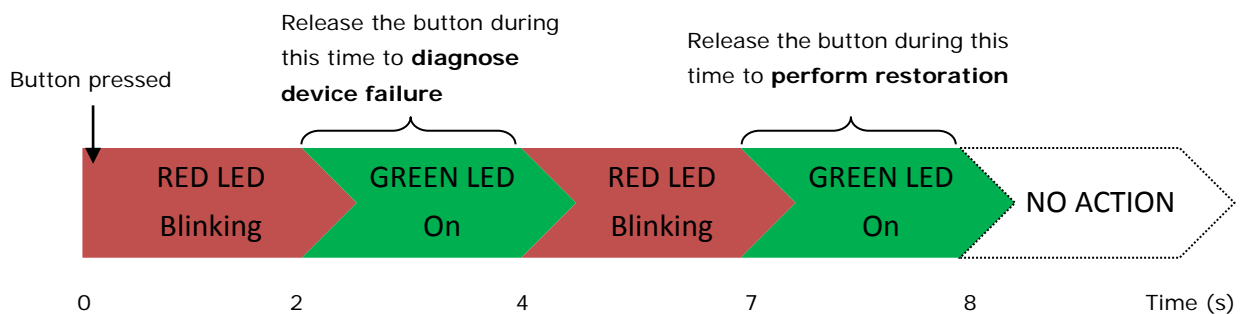 Release the button during
this time to diagnose
device failure
Release the button during this
time to perform restoration
Button pressed
RED LED
Blinking
GREEN LED
On
RED LED
Blinking
GREEN LED
On
NO ACTION
0
2
4
7
8
Time (s)